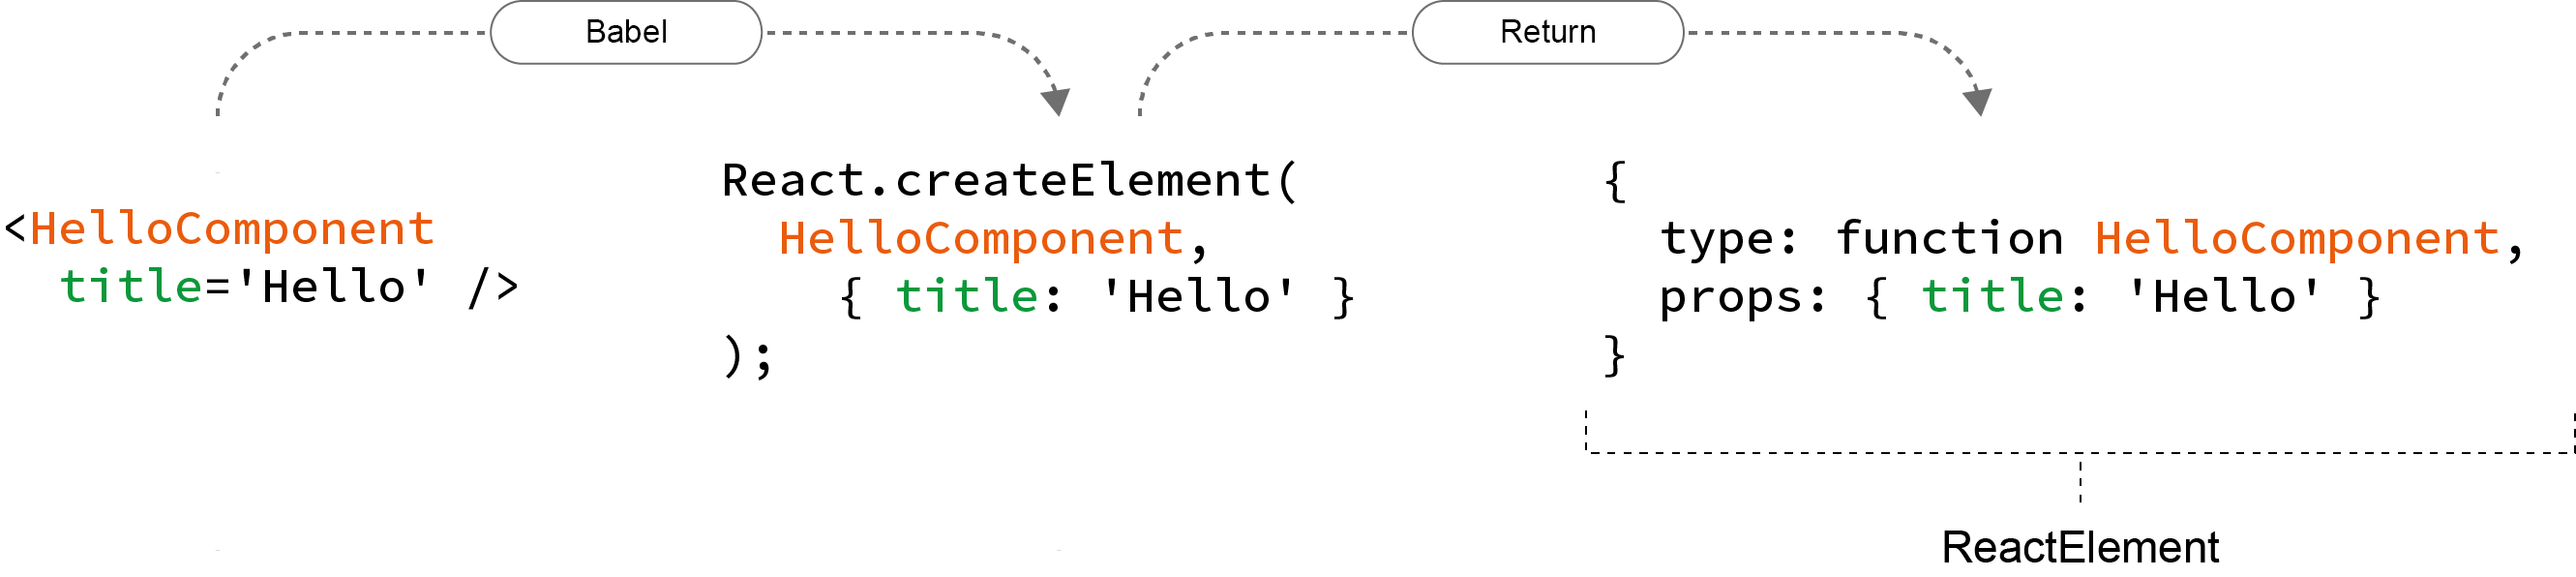 Babel
Return
<HelloComponent
title='Hello' />
React.createElement(
HelloComponent,
{ title: 'Hello' }
);
{
type: function HelloComponent,
props: { title: 'Hello' }
}
ReactElement